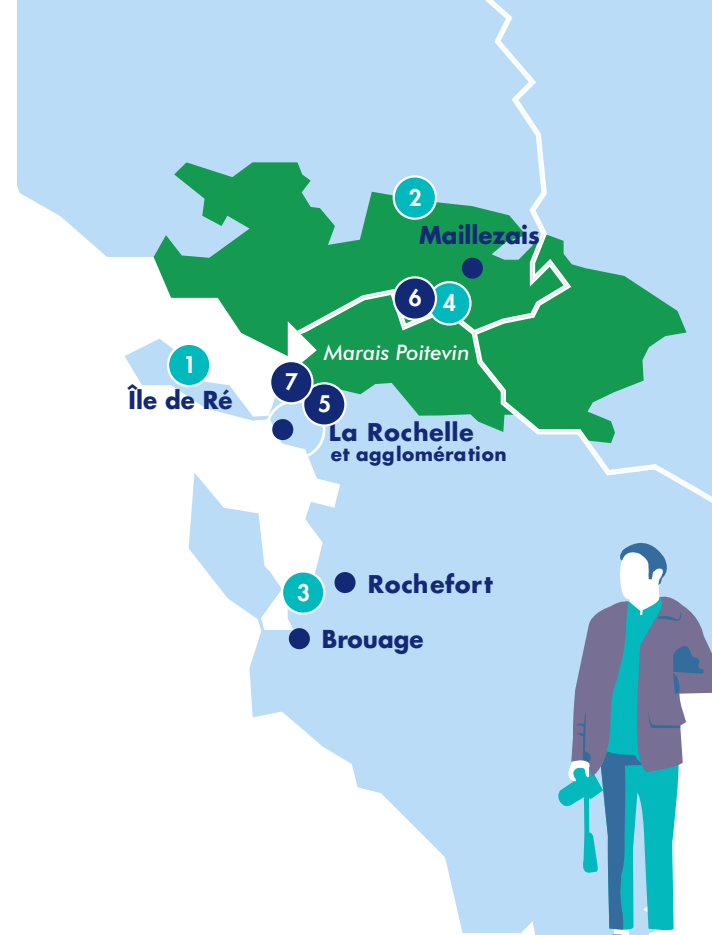 2
Maillezais
6
4
Marais Poitevin
1
7
Île de Ré
5
La Rochelle
et agglomération
3
Rochefort
Brouage